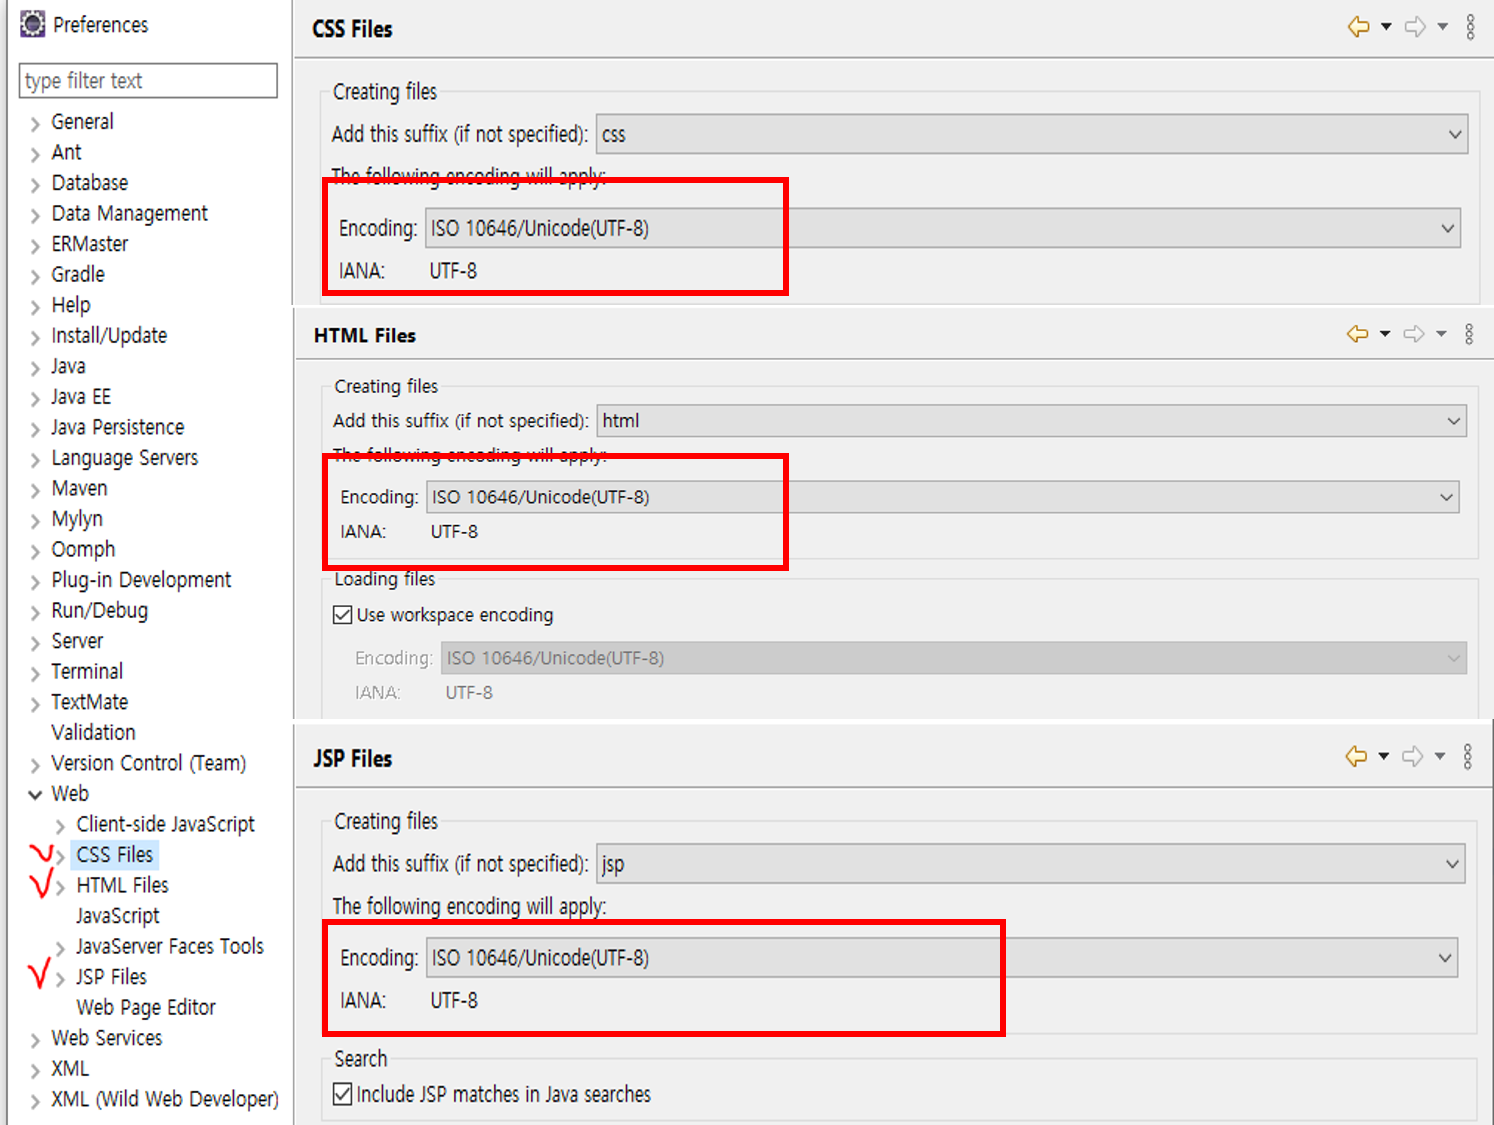 Preferences
type filter text
General
Ant
Database
Data Management
ERMaster
Gradle
Help
Install/Update
Java
Java EE
Java Persistence
Language Servers
Maven
Mylyn
Oomph
Plug-in Development
Run/Debug
Server
Terminal
TextMate
Validation
Version Control (Team)
Web
Client-side JavaScript
CSS Files
HTML Files
JavaScript
JavaServer Faces Tools
JSP Files
Web Page Editor
Web Services
XML
XML (Wild Web Developer)
CSS Files
Creating files
Add this suffix (if not specified): css
The following encoding will apply:
Encoding: ISO 10646/Unicode(UTF-8)
IANA: UTF-8
HTML Files
Creating files
Add this suffix (if not specified): html
The following encoding will apply:
Encoding: ISO 10646/Unicode(UTF-8)
IANA: UTF-8
Loading files
Use workspace encoding
Encoding: ISO 10646/Unicode(UTF-8)
IANA: UTF-8
JSP Files
Creating files
Add this suffix (if not specified): jsp
The following encoding will apply:
Encoding: ISO 10646/Unicode(UTF-8)
IANA: UTF-8
Search
Include JSP matches in Java searches